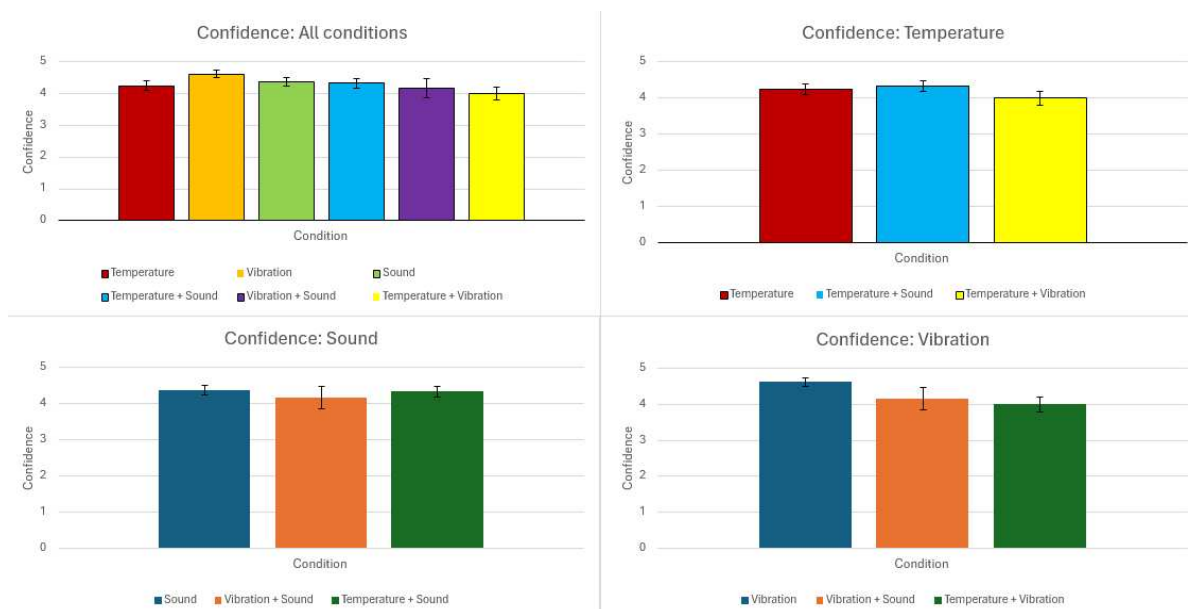 Confidence: All conditions
5
4
3
2
1
0
Confidence
Condition
Temperature
Vibration
Sound
Temperature + Sound
Vibration + Sound
Temperature + Vibration
Confidence: Temperature
5
4
3
2
1
0
Confidence
Condition
Temperature
Temperature + Sound
Temperature + Vibration
Confidence: Sound
5
4
3
2
1
0
Confidence
Condition
Sound
Vibration + Sound
Temperature + Sound
Confidence: Vibration
5
4
3
2
1
0
Confidence
Condition
Vibration
Vibration + Sound
Temperature + Vibration